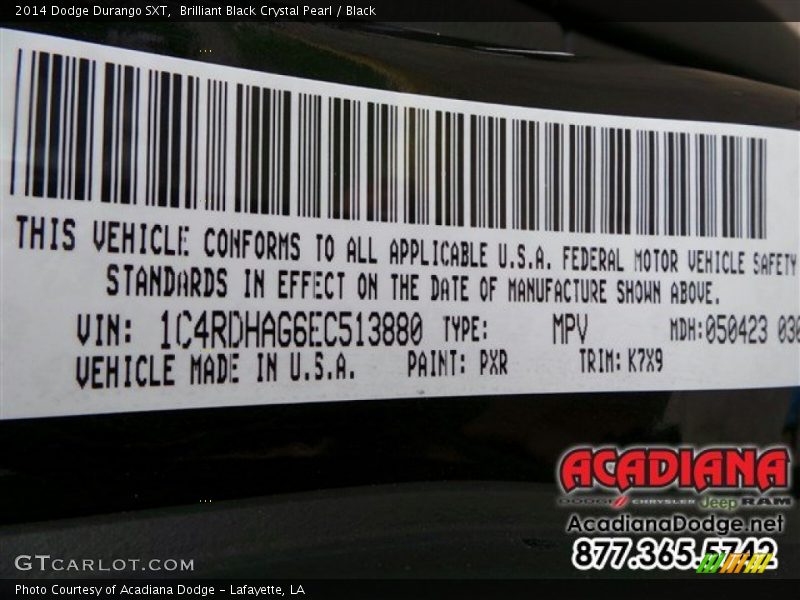 2014 Dodge Durango SXT,  Brilliant Black Crystal Pearl / Black
THIS VEHICLE CONFORMS TO ALL APPLICABLE U.S.A. FEDERAL MOTOR VEHICLE SAFETY
STANDARDS IN EFFECT ON THE DATE OF MANUFACTURE SHOWN ABOVE.
VIN: 1C4RDHAG6EC513880 TYPE: MPV MDH:050423
VEHICLE MADE IN U.S.A. PAINT: PXR TRIM: K7X9
ACADIANA
DODGE CHRYSLER Jeep RAM
AcadianaDodge.net
877.365.5742
GTCARLOT.COM
Photo Courtesy of Acadiana Dodge - Lafayette, LA